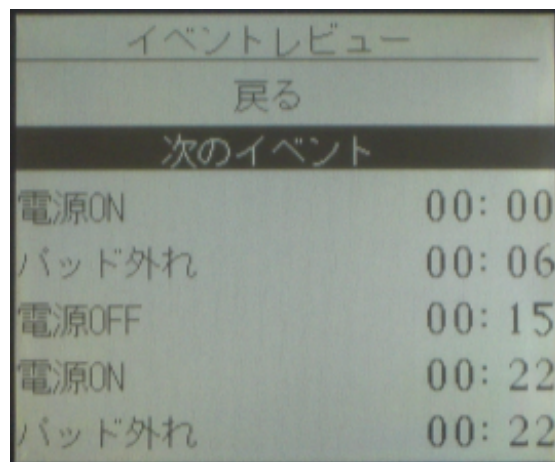 イベントレビュー
戻る
次のイベント
電源ON 00:00
パッド外れ 00:06
電源OFF 00:15
電源ON 00:22
パッド外れ 00:22